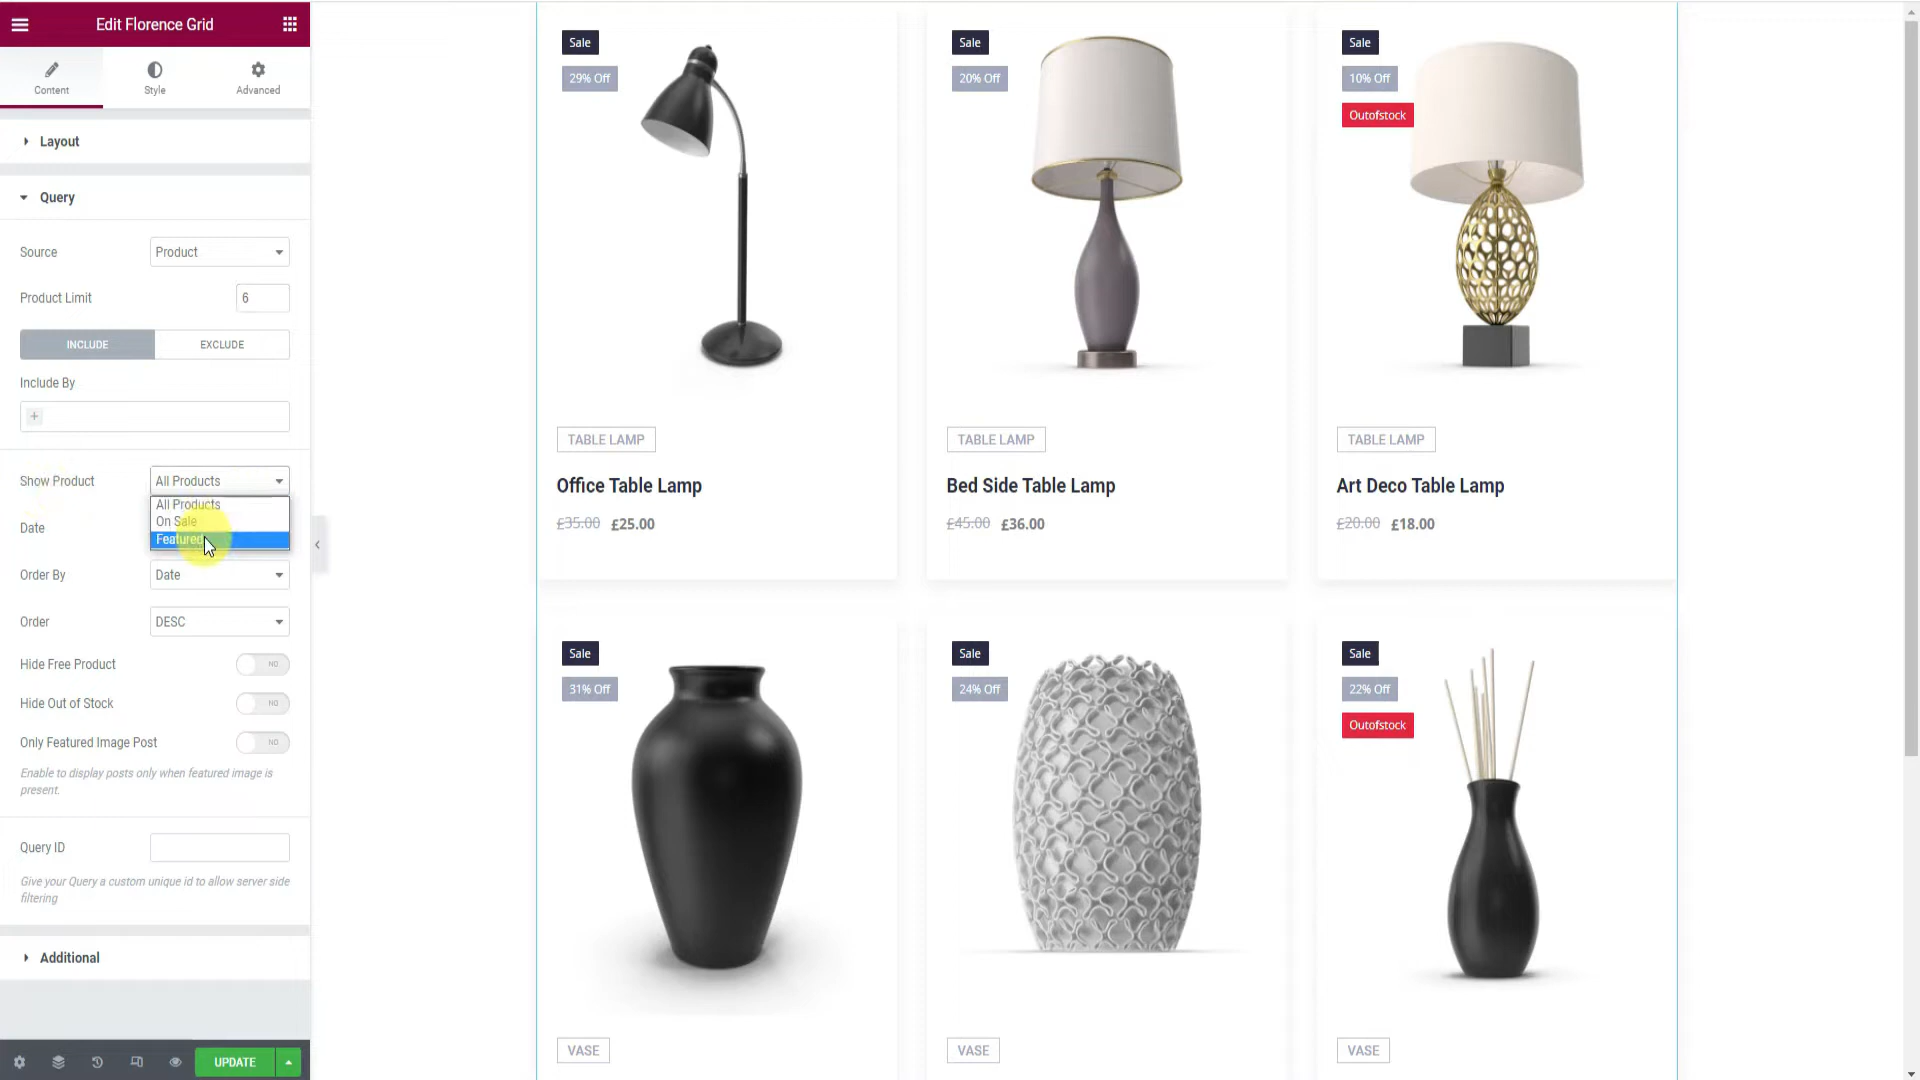 Edit Florence Grid
Content
Style
Advanced
Layout
Query
Source
Product
Product Limit
6
INCLUDE
EXCLUDE
Include By
+
Show Product
All Products
All Products
On Sale
Featured
Date
Order By
Date
Order
DESC
Hide Free Product
NO
Hide Out of Stock
NO
Only Featured Image Post
NO
Enable to display posts only when featured image is
present.
Query ID
Give your Query a custom unique id to allow server side
filtering
Additional
UPDATE
Sale
29% Off
TABLE LAMP
Office Table Lamp
£35.00 £25.00
Sale
20% Off
TABLE LAMP
Bed Side Table Lamp
£45.00 £36.00
Sale
10% Off
Outofstock
TABLE LAMP
Art Deco Table Lamp
£20.00 £18.00
Sale
31% Off
VASE
Sale
24% Off
VASE
Sale
22% Off
Outofstock
VASE